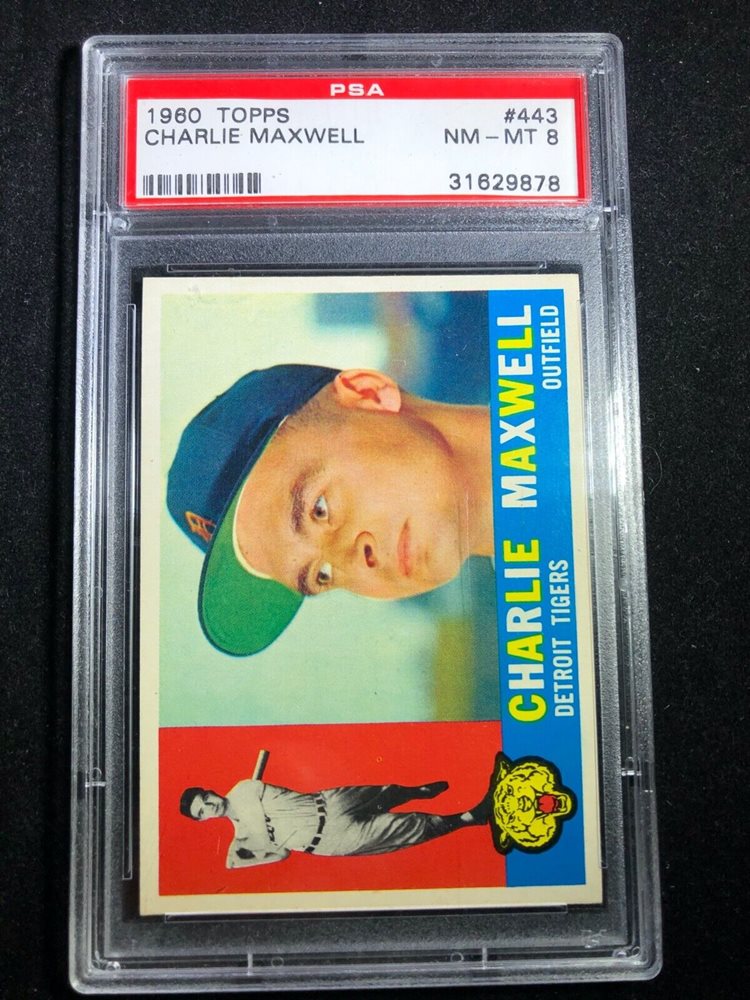 PSA
1960 TOPPS #443
CHARLIE MAXWELL NM - MT 8
31629878
CHARLIE MAXWELL
DETROIT TIGERS OUTFIELD